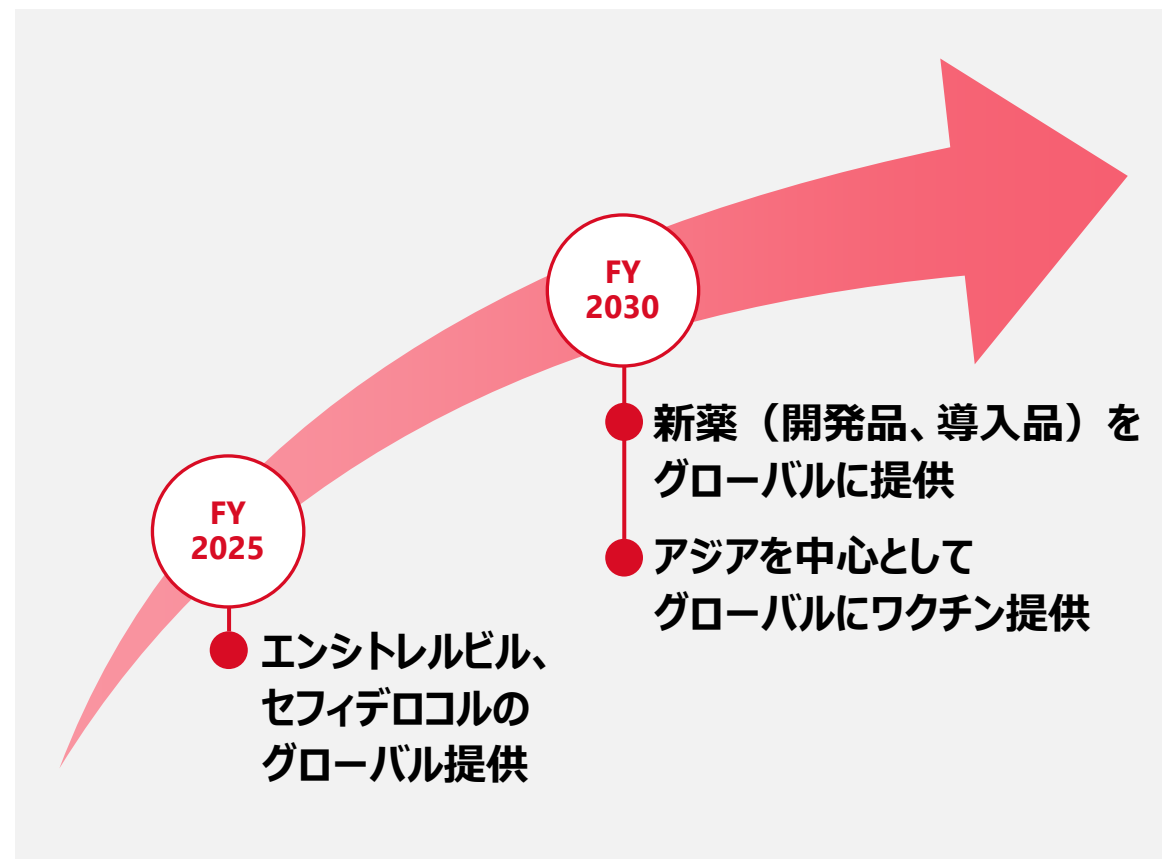 FY
2030
新薬（開発品、導入品）を
グローバルに提供
アジアを中心として
グローバルにワクチン提供
FY
2025
エンシトレルビル、
セフィデロコルの
グローバル提供